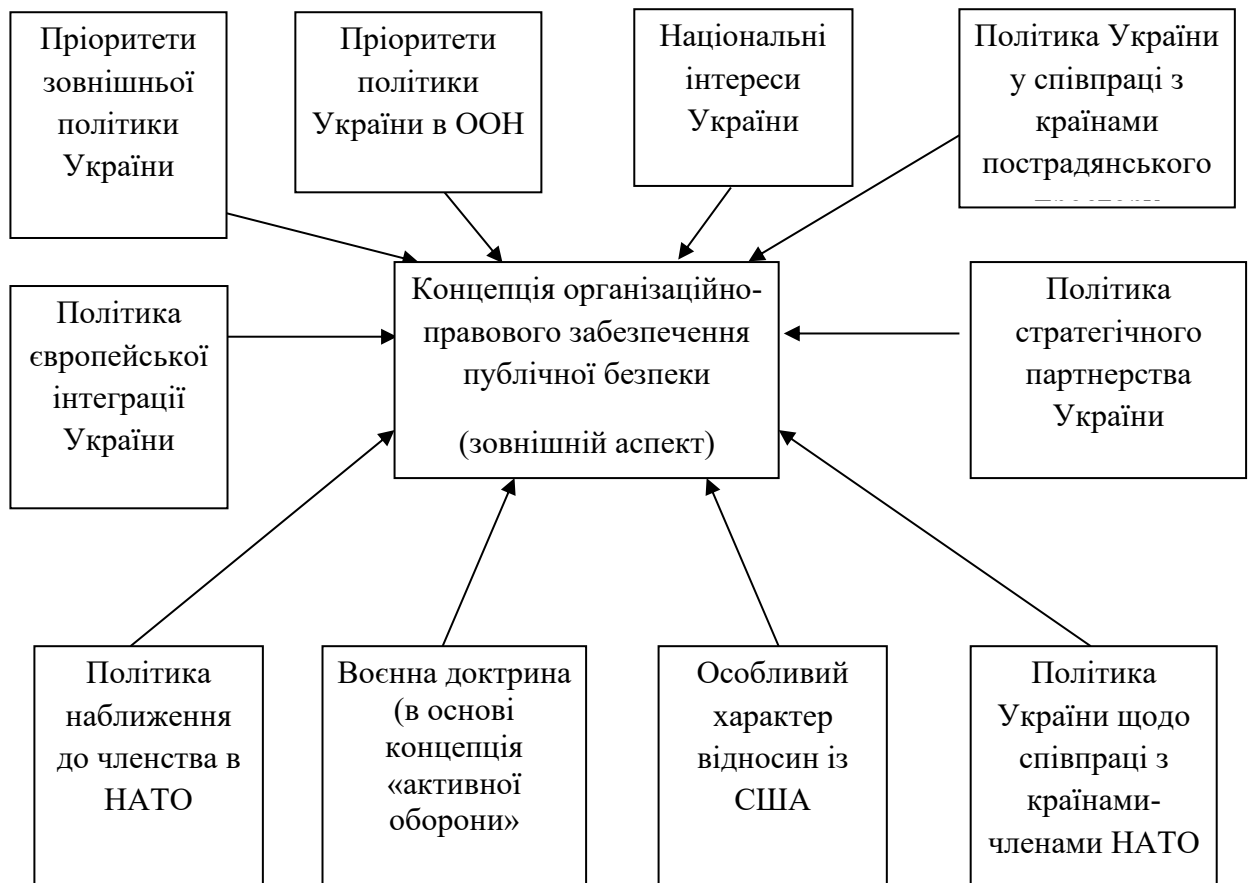 Пріоритети
зовнішньої
політики
України
Пріоритети
політики
України в ООН
Національні
інтереси
України
Політика України
у співпраці з
країнами
пострадянського
Політика
європейської
інтеграції
України
Концепція організаційно-
правового забезпечення
публічної безпеки
(зовнішній аспект)
Політика
стратегічного
партнерства
України
Політика
наближення
до членства в
НАТО
Воєнна доктрина
(в основі
концепція
«активної
оборони»
Особливий
характер
відносин із
США
Політика
України щодо
співпраці з
країнами-
членами НАТО